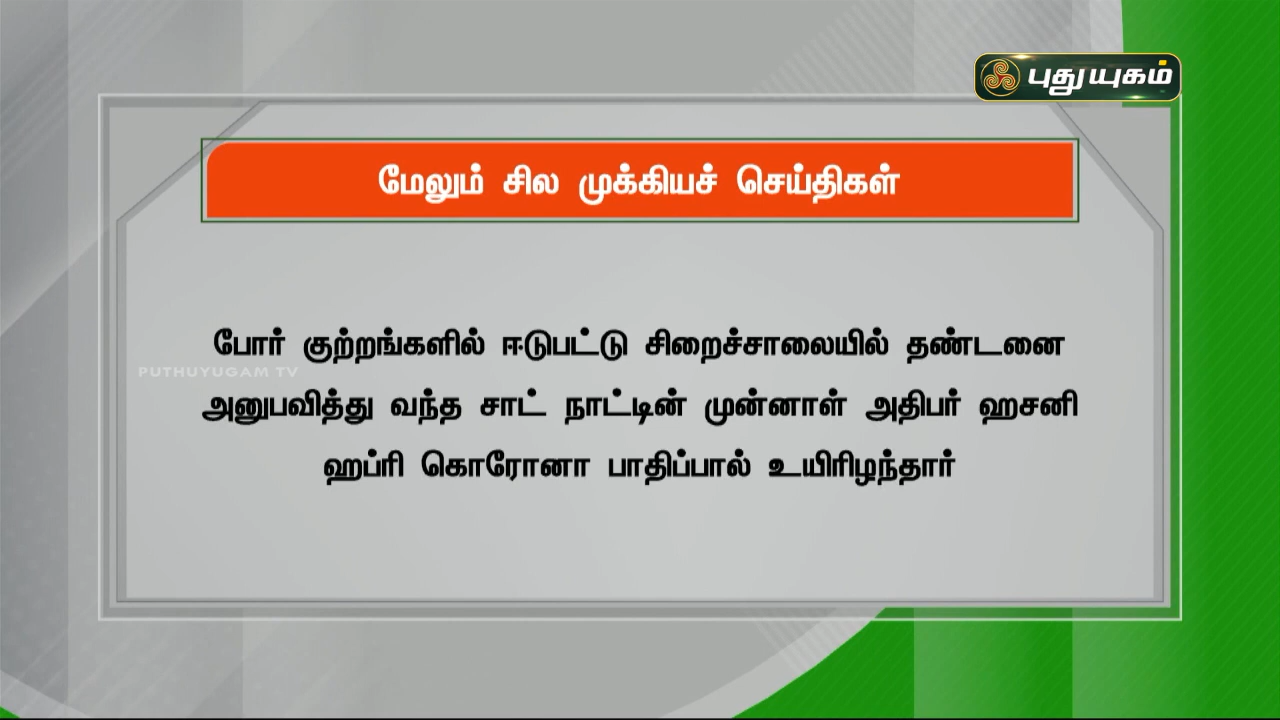 புதுயுகம்
மேலும் சில முக்கியச் செய்திகள்
போர் குற்றங்களில் ஈடுபட்டு சிறைச்சாலையில் தண்டனை
PUTHUYUGAM TV
அனுபவித்து வந்த சாட் நாட்டின் முன்னாள் அதிபர் ஹசனி
ஹப்ரி கொரோனா பாதிப்பால் உயிரிழந்தார்